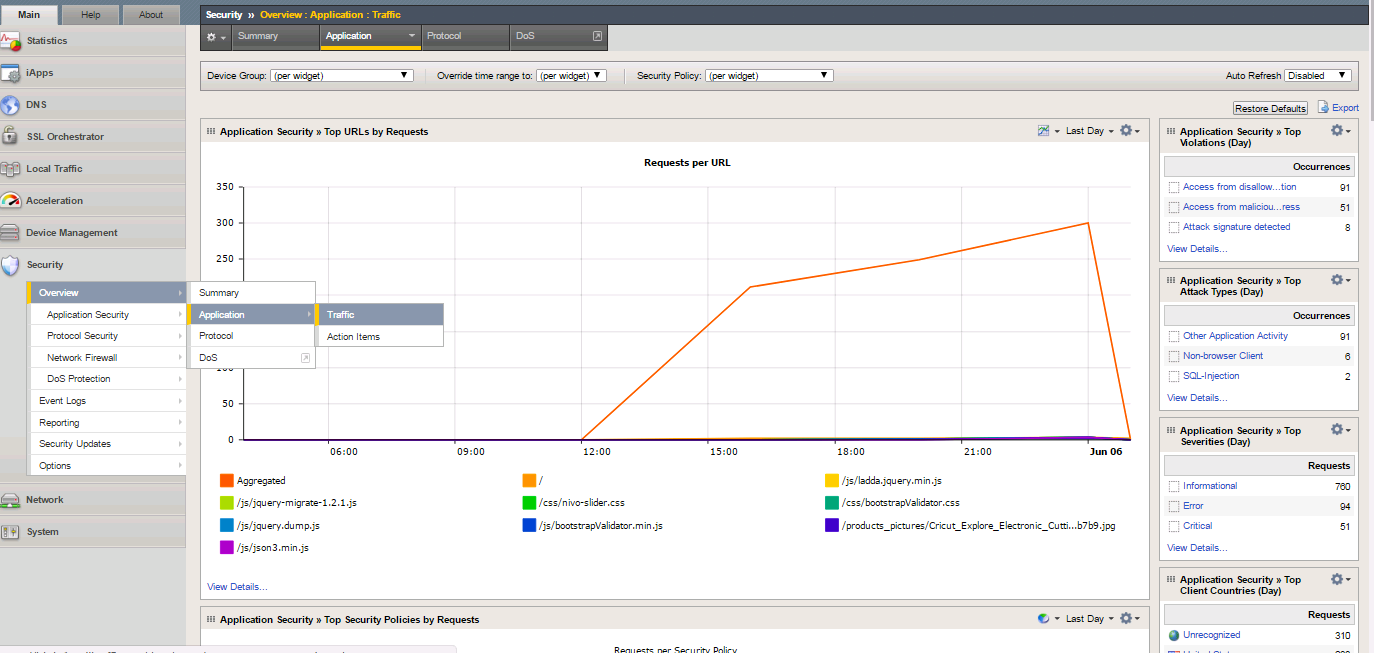 Main
Help
About
Security » Overview : Application : Traffic
Summary
Application
Protocol
DoS
Statistics
iApps
DNS
SSL Orchestrator
Local Traffic
Acceleration
Device Management
Security
Overview
Application Security
Protocol Security
Network Firewall
DoS Protection
Event Logs
Reporting
Security Updates
Options
Network
System
Summary
Application
Protocol
DoS
Traffic
Action Items
Device Group: (per widget)
Override time range to: (per widget)
Security Policy: (per widget)
Auto Refresh Disabled
Restore Defaults
Export
Application Security » Top URLs by Requests
Last Day
Requests per URL
350
300
250
100
50
0
06:00
09:00
12:00
15:00
18:00
21:00
Jun 06
Aggregated
/
/js/ladda.jquery.min.js
/js/jquery-migrate-1.2.1.js
/css/nivo-slider.css
/css/bootstrapValidator.css
/js/jquery.dump.js
/js/bootstrapValidator.min.js
/products_pictures/Cricut_Explore_Electronic_Cutti...b7b9.jpg
/js/json3.min.js
View Details...
Application Security » Top Security Policies by Requests
Last Day
Requests per Security Policy
Application Security » Top
Violations (Day)
Occurrences
Access from disallow...tion 91
Access from maliciou...ress 51
Attack signature detected 8
View Details...
Application Security » Top
Attack Types (Day)
Occurrences
Other Application Activity 91
Non-browser Client 6
SQL-Injection 2
View Details...
Application Security » Top
Severities (Day)
Requests
Informational 760
Error 94
Critical 51
View Details...
Application Security » Top
Client Countries (Day)
Requests
Unrecognized 310